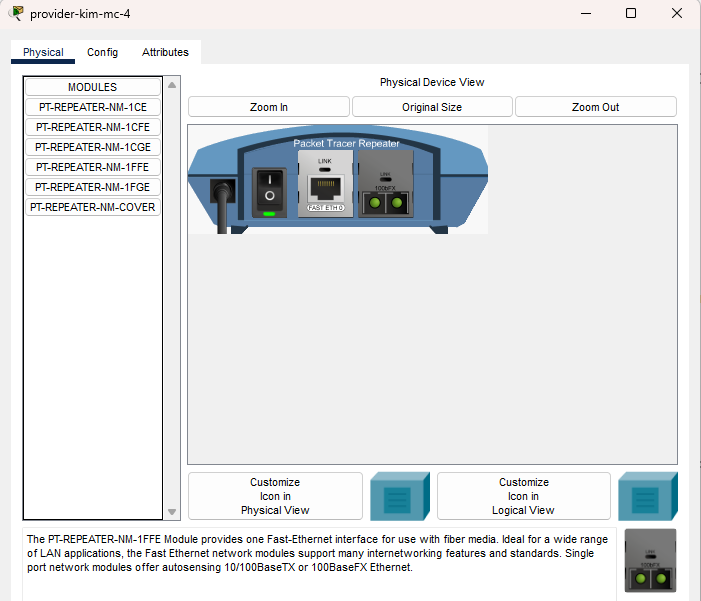 provider-kim-mc-4
Physical
Config
Attributes
MODULES
PT-REPEATER-NM-1CE
PT-REPEATER-NM-1CFE
PT-REPEATER-NM-1CGE
PT-REPEATER-NM-1FFE
PT-REPEATER-NM-1FGE
PT-REPEATER-NM-COVER
Physical Device View
Zoom In
Original Size
Zoom Out
Packet Tracer Repeater
LINK
FAST ETH 0
LINK
100bFX
Customize
Icon in
Physical View
Customize
Icon in
Logical View
The PT-REPEATER-NM-1FFE Module provides one Fast-Ethernet interface for use with fiber media. Ideal for a wide range
of LAN applications, the Fast Ethernet network modules support many internetworking features and standards. Single
port network modules offer autosensing 10/100BaseTX or 100BaseFX Ethernet.
LINK
100bFX